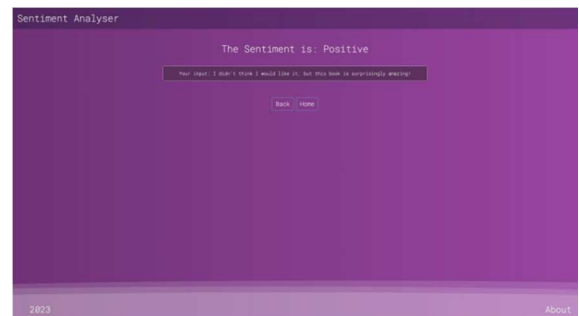 Sentiment Analyser
The Sentiment is: Positive
Your input: I didn't think I would like it, but this book is surprisingly amazing!
Back Home
2023 About